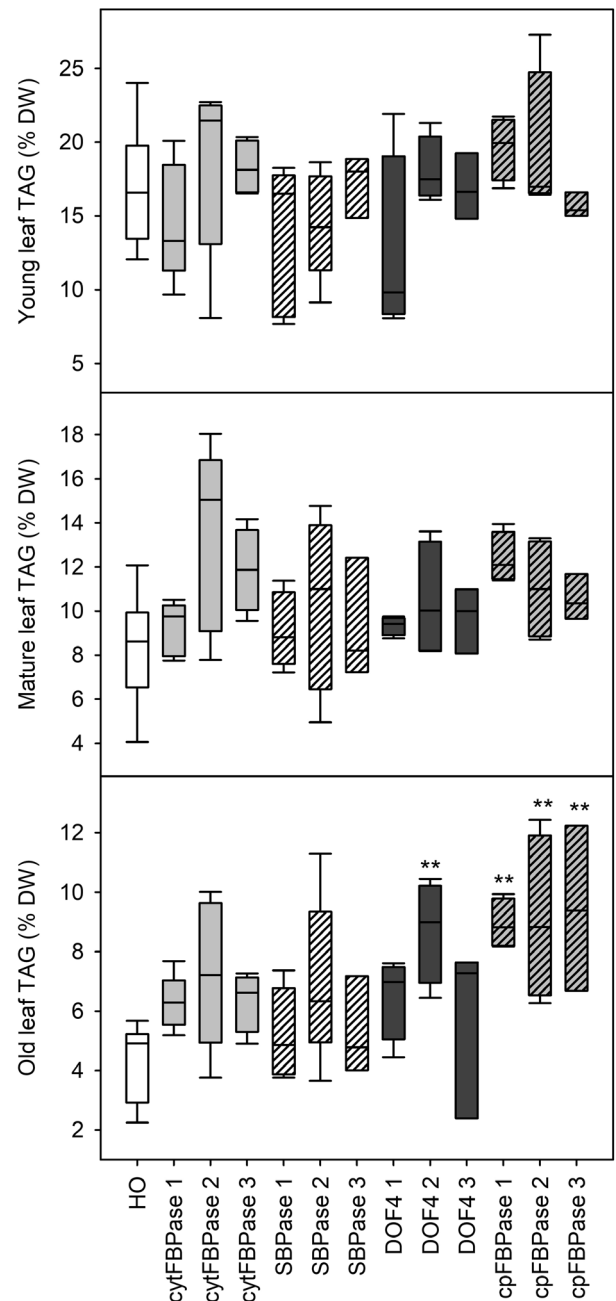 Young leaf TAG (% DW)
25
20
15
10
5
Mature leaf TAG (% DW)
18
16
14
12
10
8
6
4
Old leaf TAG (% DW)
12
10
8
6
4
2
**
**
**
**
HO
cytFBPase 1
cytFBPase 2
cytFBPase 3
SBPase 1
SBPase 2
SBPase 3
DOF4 1
DOF4 2
DOF4 3
cpFBPase 1
cpFBPase 2
cpFBPase 3